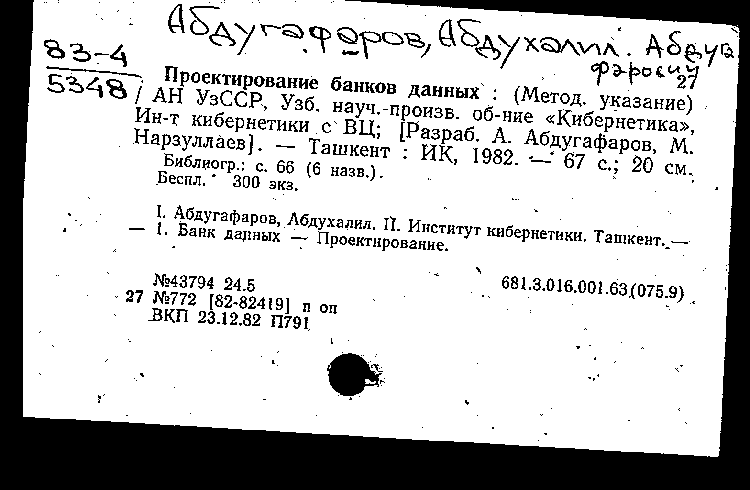 Абдугафаров, Абдухалил. Абдуга
фарович
83-4
5348
27
Проектирование банков данных : (Метод. указание)
/ АН УзССР, Узб. науч.-произв. об-ние «Кибернетика»,
Ин-т кибернетики с ВЦ; [Разраб. А. Абдугафаров, М.
Нарзуллаев]. — Ташкент : ИК, 1982. — 67 с.; 20 см.
Библиогр.: с. 66 (6 назв.).
Беспл. 300 экз.
I. Абдугафаров, Абдухалил. II. Институт кибернетики. Ташкент. —
— 1. Банк данных — Проектирование.
№43794 24.5
681.3.016.001.63(075.9)
27 №772 [82-82419] п оп
ВКП 23.12.82 П791